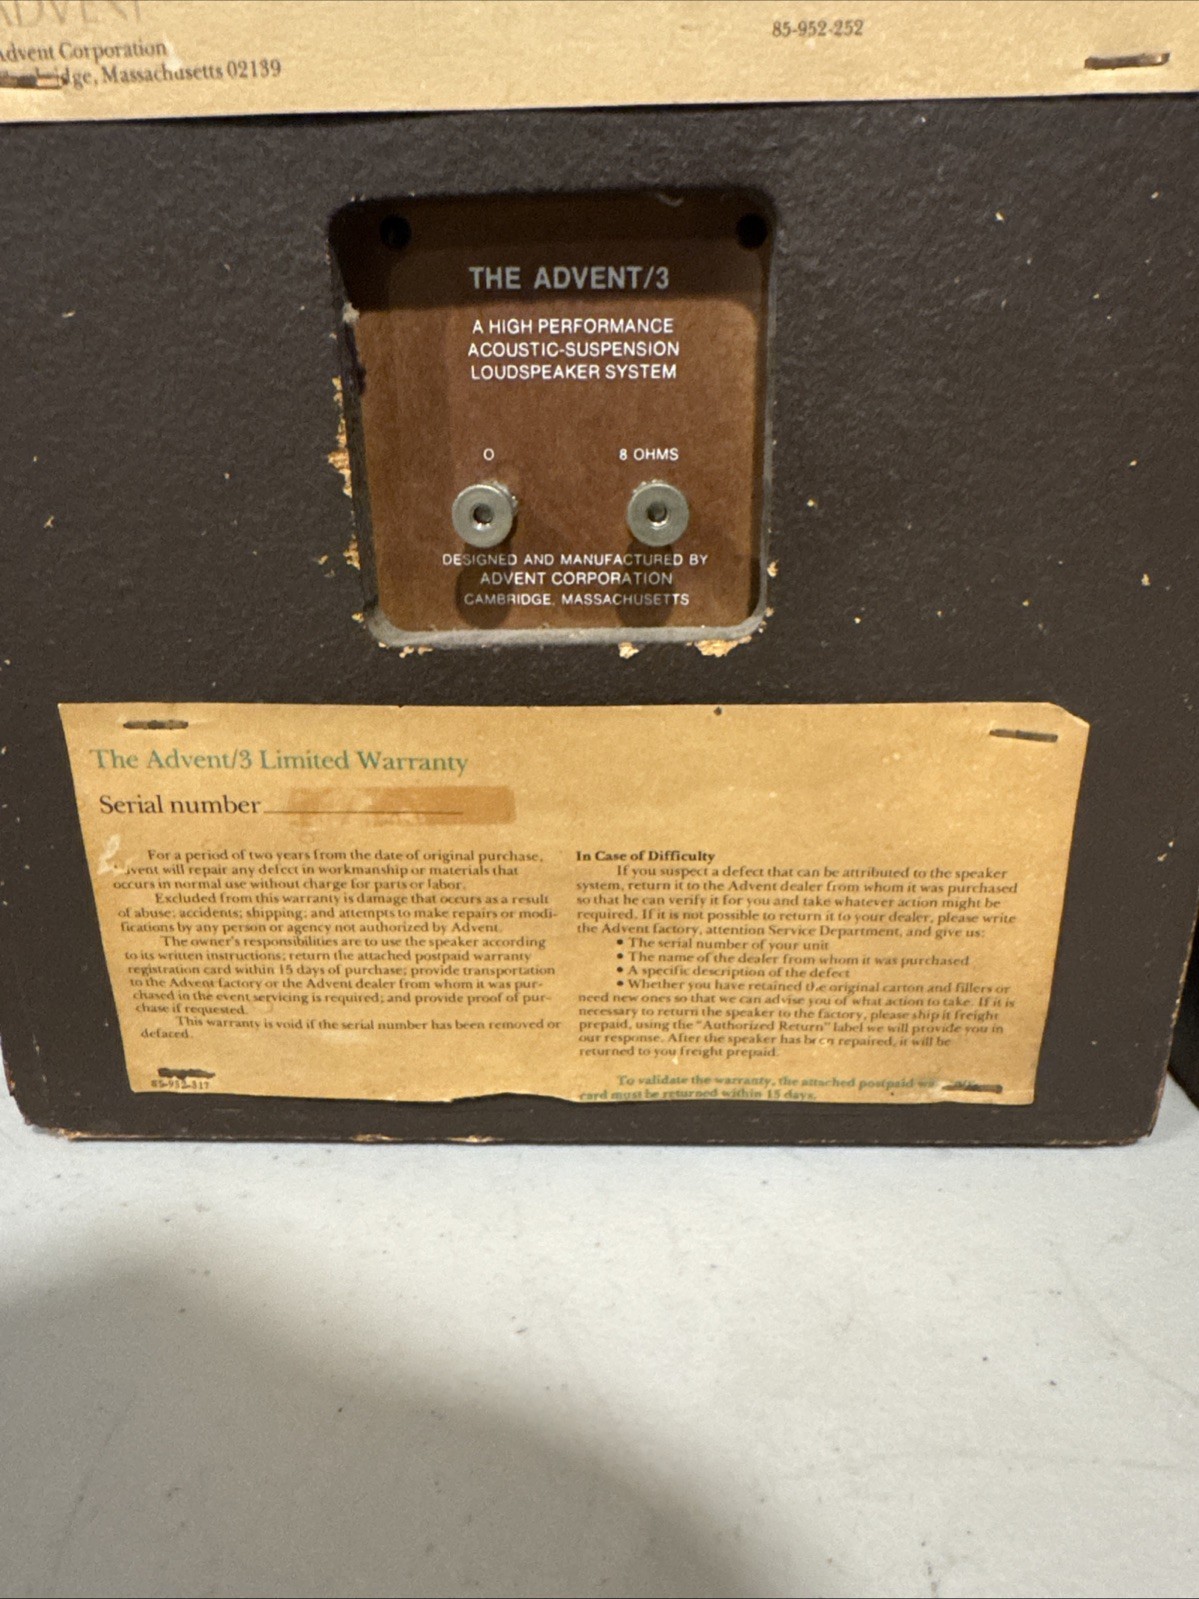 ADVENT
Advent Corporation
Cambridge, Massachusetts 02139
85-952-252
THE ADVENT/3
A HIGH PERFORMANCE
ACOUSTIC-SUSPENSION
LOUDSPEAKER SYSTEM
O 8 OHMS
DESIGNED AND MANUFACTURED BY
ADVENT CORPORATION
CAMBRIDGE, MASSACHUSETTS
The Advent/3 Limited Warranty
Serial number
For a period of two years from the date of original purchase,
Advent will repair any defect in workmanship or materials that
occurs in normal use without charge for parts or labor.
Excluded from this warranty is damage that occurs as a result
of abuse; accidents; shipping; and attempts to make repairs or modi-
fications by any person or agency not authorized by Advent.
The owner's responsibilities are to use the speaker according
to its written instructions; return the attached postpaid warranty
registration card within 15 days of purchase; provide transportation
to the Advent factory or the Advent dealer from whom it was pur-
chased in the event servicing is required; and provide proof of pur-
chase if requested.
This warranty is void if the serial number has been removed or
defaced.
85-952-317
In Case of Difficulty
If you suspect a defect that can be attributed to the speaker
system, return it to the Advent dealer from whom it was purchased
so that he can verify it for you and take whatever action might be
required. If it is not possible to return it to your dealer, please write
the Advent factory, attention Service Department, and give us:
• The serial number of your unit
• The name of the dealer from whom it was purchased
• A specific description of the defect
• Whether you have retained the original carton and fillers or
need new ones so that we can advise you of what action to take. If it is
necessary to return the speaker to the factory, please ship it freight
prepaid, using the "Authorized Return" label we will provide you in
our response. After the speaker has been repaired, it will be
returned to you freight prepaid.
To validate the warranty, the attached postpaid
card must be returned within 15 days.